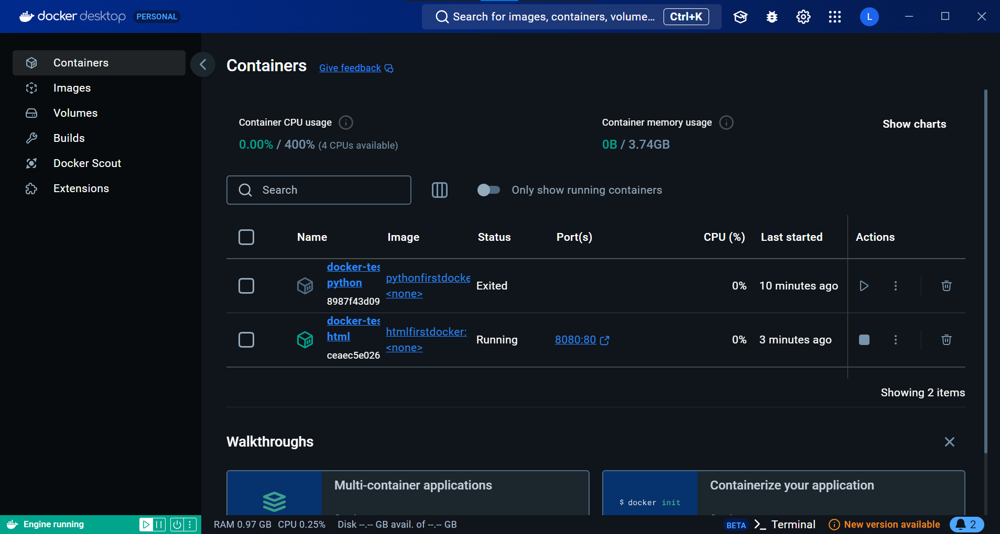 docker desktop PERSONAL
Search for images, containers, volume... Ctrl+K
L
Containers
Images
Volumes
Builds
Docker Scout
Extensions
Containers Give feedback
Container CPU usage
0.00% / 400% (4 CPUs available)
Container memory usage
0B / 3.74GB
Show charts
Search
Only show running containers
Name Image Status Port(s) CPU (%) Last started Actions
docker-tes
python
8987f43d09
pythonfirstdocke
<none>
Exited
0%
10 minutes ago
docker-tes
html
ceaec5e026
htmlfirstdocker:
<none>
Running
8080:80
0%
3 minutes ago
Showing 2 items
Walkthroughs
Multi-container applications
$ docker init
Containerize your application
Engine running
RAM 0.97 GB CPU 0.25% Disk --.-- GB avail. of --.-- GB
BETA >_ Terminal
New version available
2